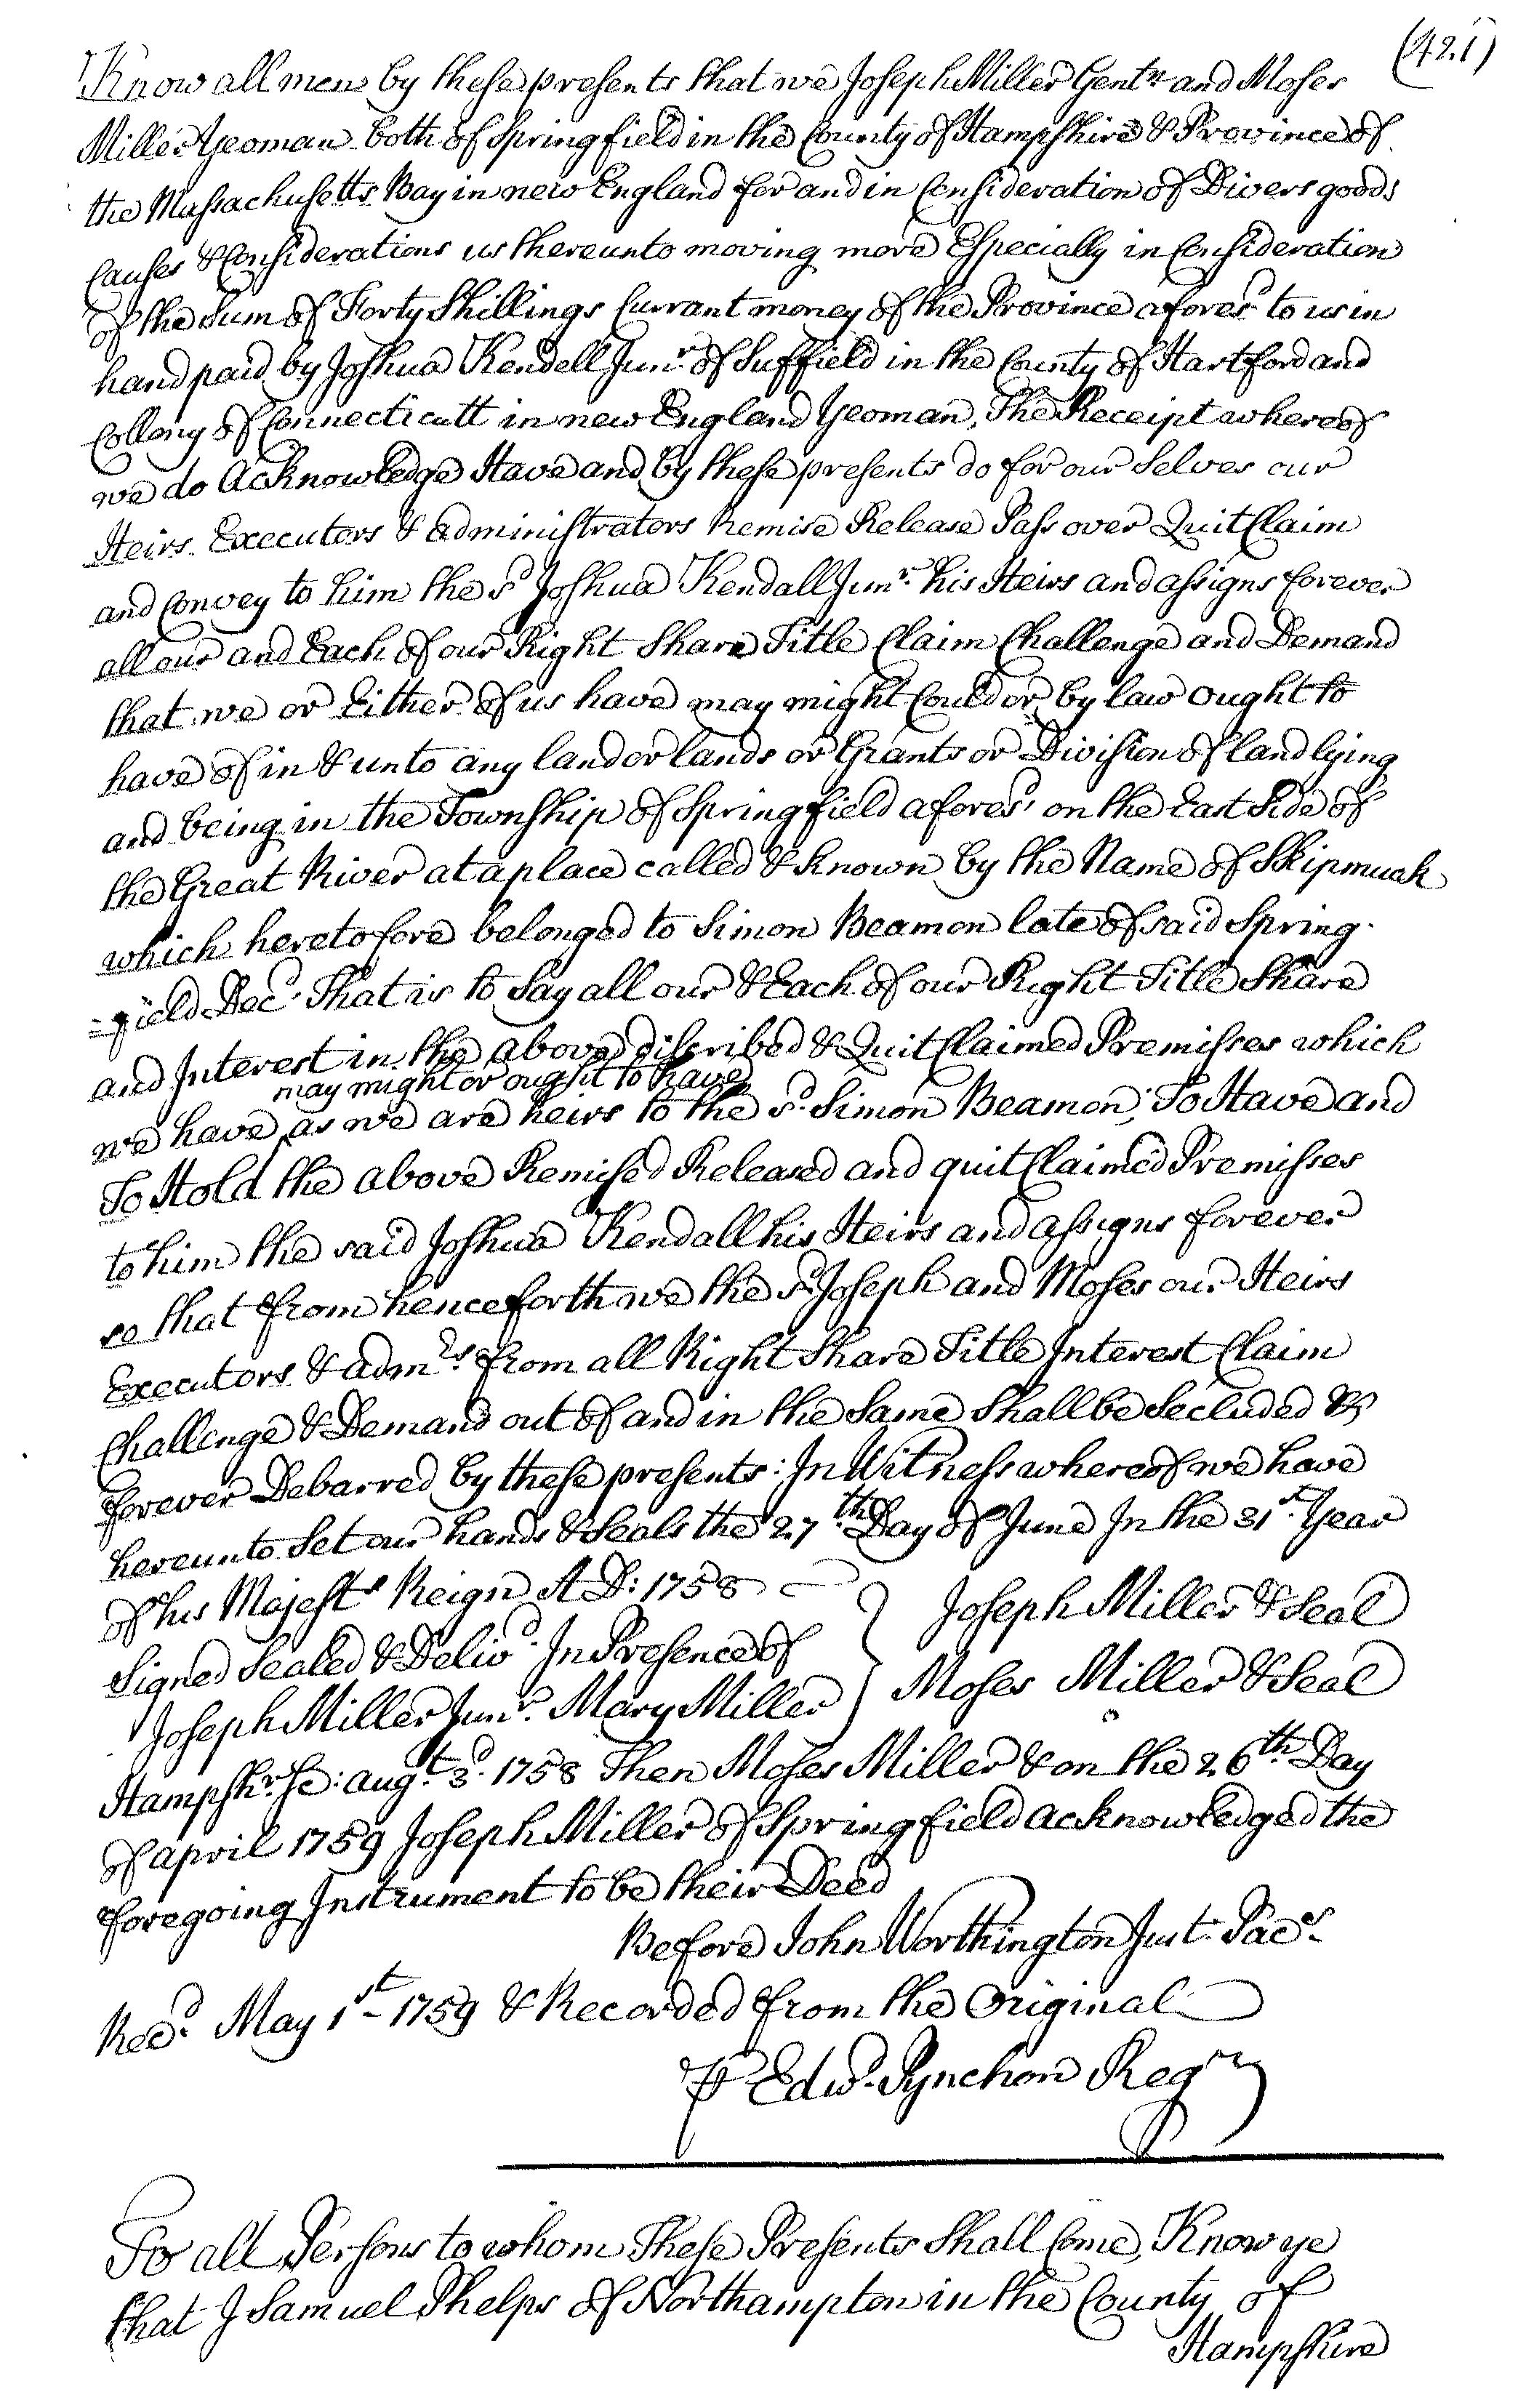 (421)
Know all men by these presents that we Joseph Miller Gentn and Moses
Miller Yeoman both of Springfield in the County of Hampshire & Province of
the Massachusetts Bay in new England for and in Consideration of Divers goods
Causes & Considerations us thereunto moving more Especially in Consideration
of the Sum of Forty Shillings Currant money of the Province afores.d to us in
hand paid by Joshua Kendell Jun.r of Suffield in the County of Hartford and
Collony of Connecticutt in new England Yeoman, The Receipt whereof
we do Acknowledge Have and by these presents do for our Selves our
Heirs Executors & administrators Remise Release Pass over Quit Claim
and Convey to him the s.d Joshua Kendall Jun.r his Heirs and assigns forever
all our and Each of our Right Share Title Claim Challenge and Demand
that we or Either of us have may might Could or by law ought to
have of in & unto any land or lands or Grants or Division of land lying
and being in the Township of Springfield afores.d on the East Side of
the Great River at a place called & known by the Name of Skipmuck
which heretofore belonged to Simon Beamon late of said Spring-
=field Dec.d That is to Say all our & Each of our Right Title Share
and Interest in the above discribed & Quit Claimed Premisses which
may might or ought to have
we have as we are heirs to the s.d Simon Beamon; To Have and
To Hold the above Remised Released and quit Claimed Premisses
to him the said Joshua Kendall his Heirs and assigns forever
so that from henceforth we the s.d Joseph and Moses our Heirs
Executors & adm.rs from all Right Share Title Interest Claim
Challenge & Demand out of and in the Same Shall be Secluded &
forever Debarred by these presents: In Witness whereof we have
hereunto Set our hands & Seals the 27.th Day of June In the 31.st Year
of his Majest.s Reign A D: 1758
Signed Sealed & Deliv.d In Presence of } Joseph Miller & Seal
Joseph Miller Jun.r Mary Miller } Moses Miller & Seal
Hampsh.r Sc: aug.t 3.d 1758 Then Moses Miller & on the 26.th Day
of april 1759 Joseph Miller of Springfield acknowledged the
foregoing Instrument to be their Deed
Before John Worthington Just. Pac.s
Rec.d May 1st - 1759 & Recorded from the Original
P Edw.d Pynchon Regr
To all Persons to whom These Presents Shall Come, Know ye
that I Samuel Phelps of Northampton in the County of
Hampshire